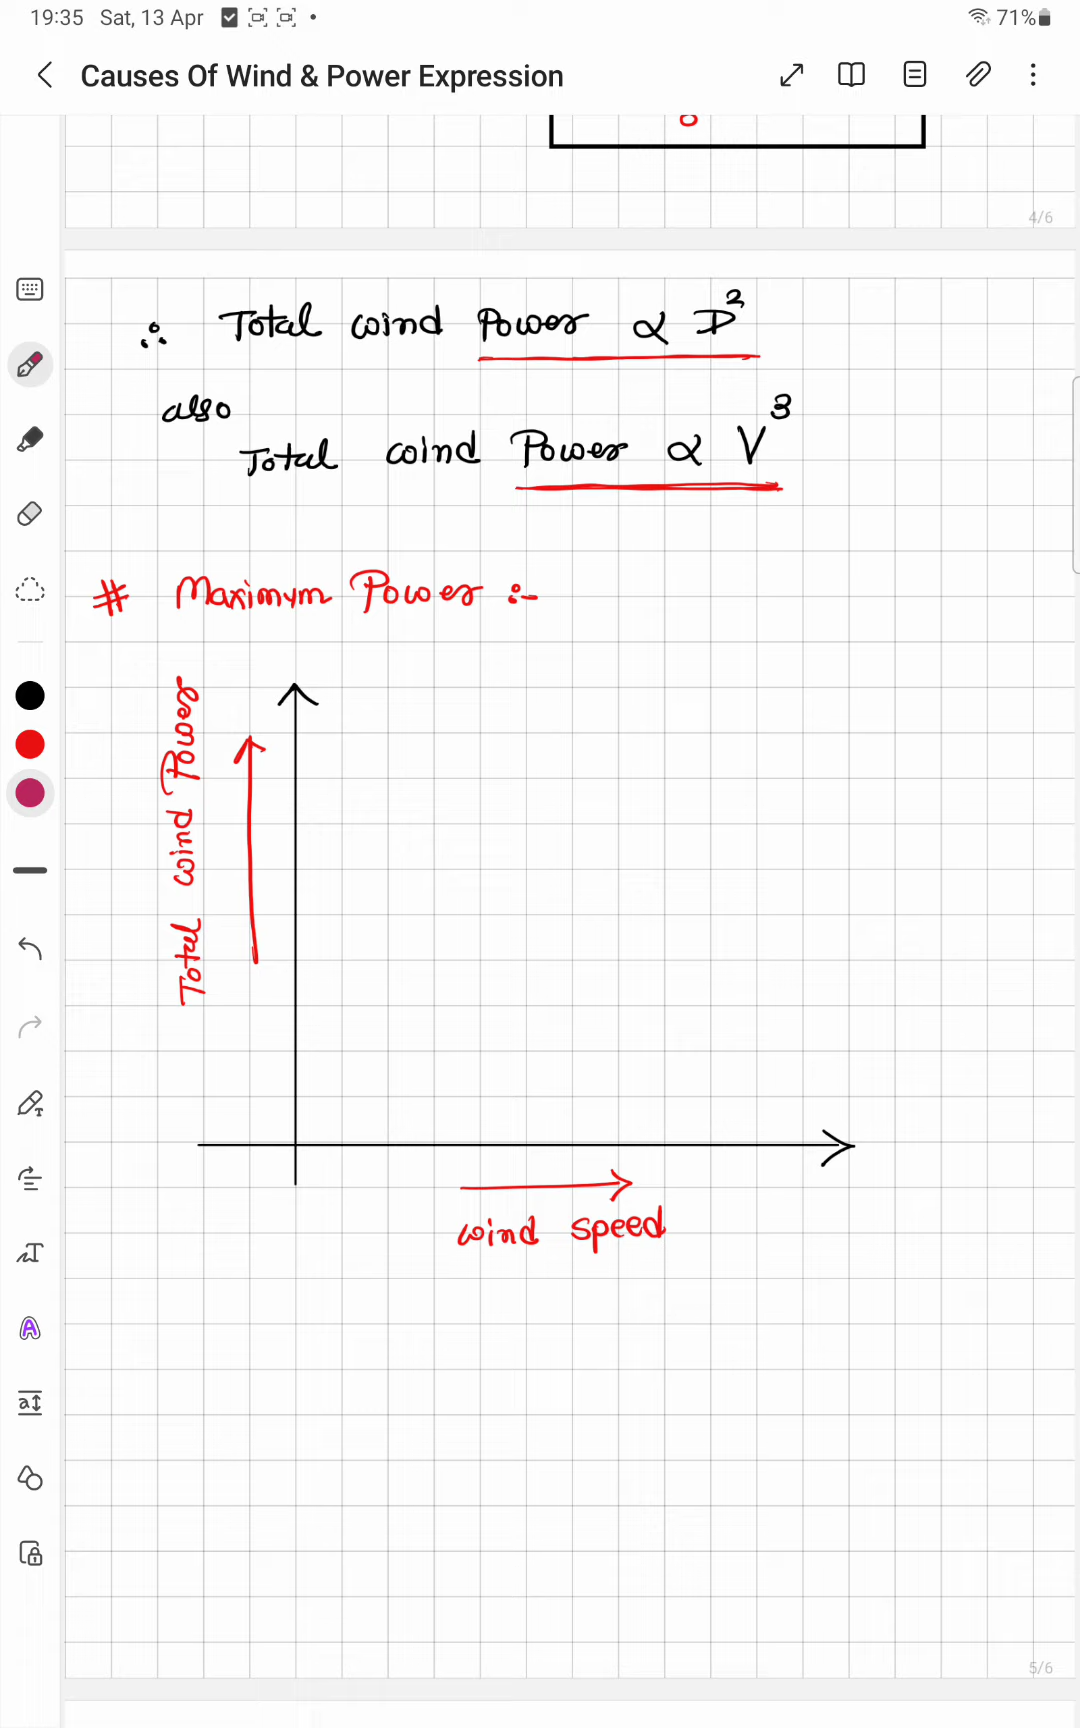 19:35 Sat, 13 Apr
71%
Causes Of Wind & Power Expression
4/6
∴ Total wind Power ∝ D²
also
Total wind Power ∝ V³
# Maximum Power :-
Total wind Power
wind speed
5/6